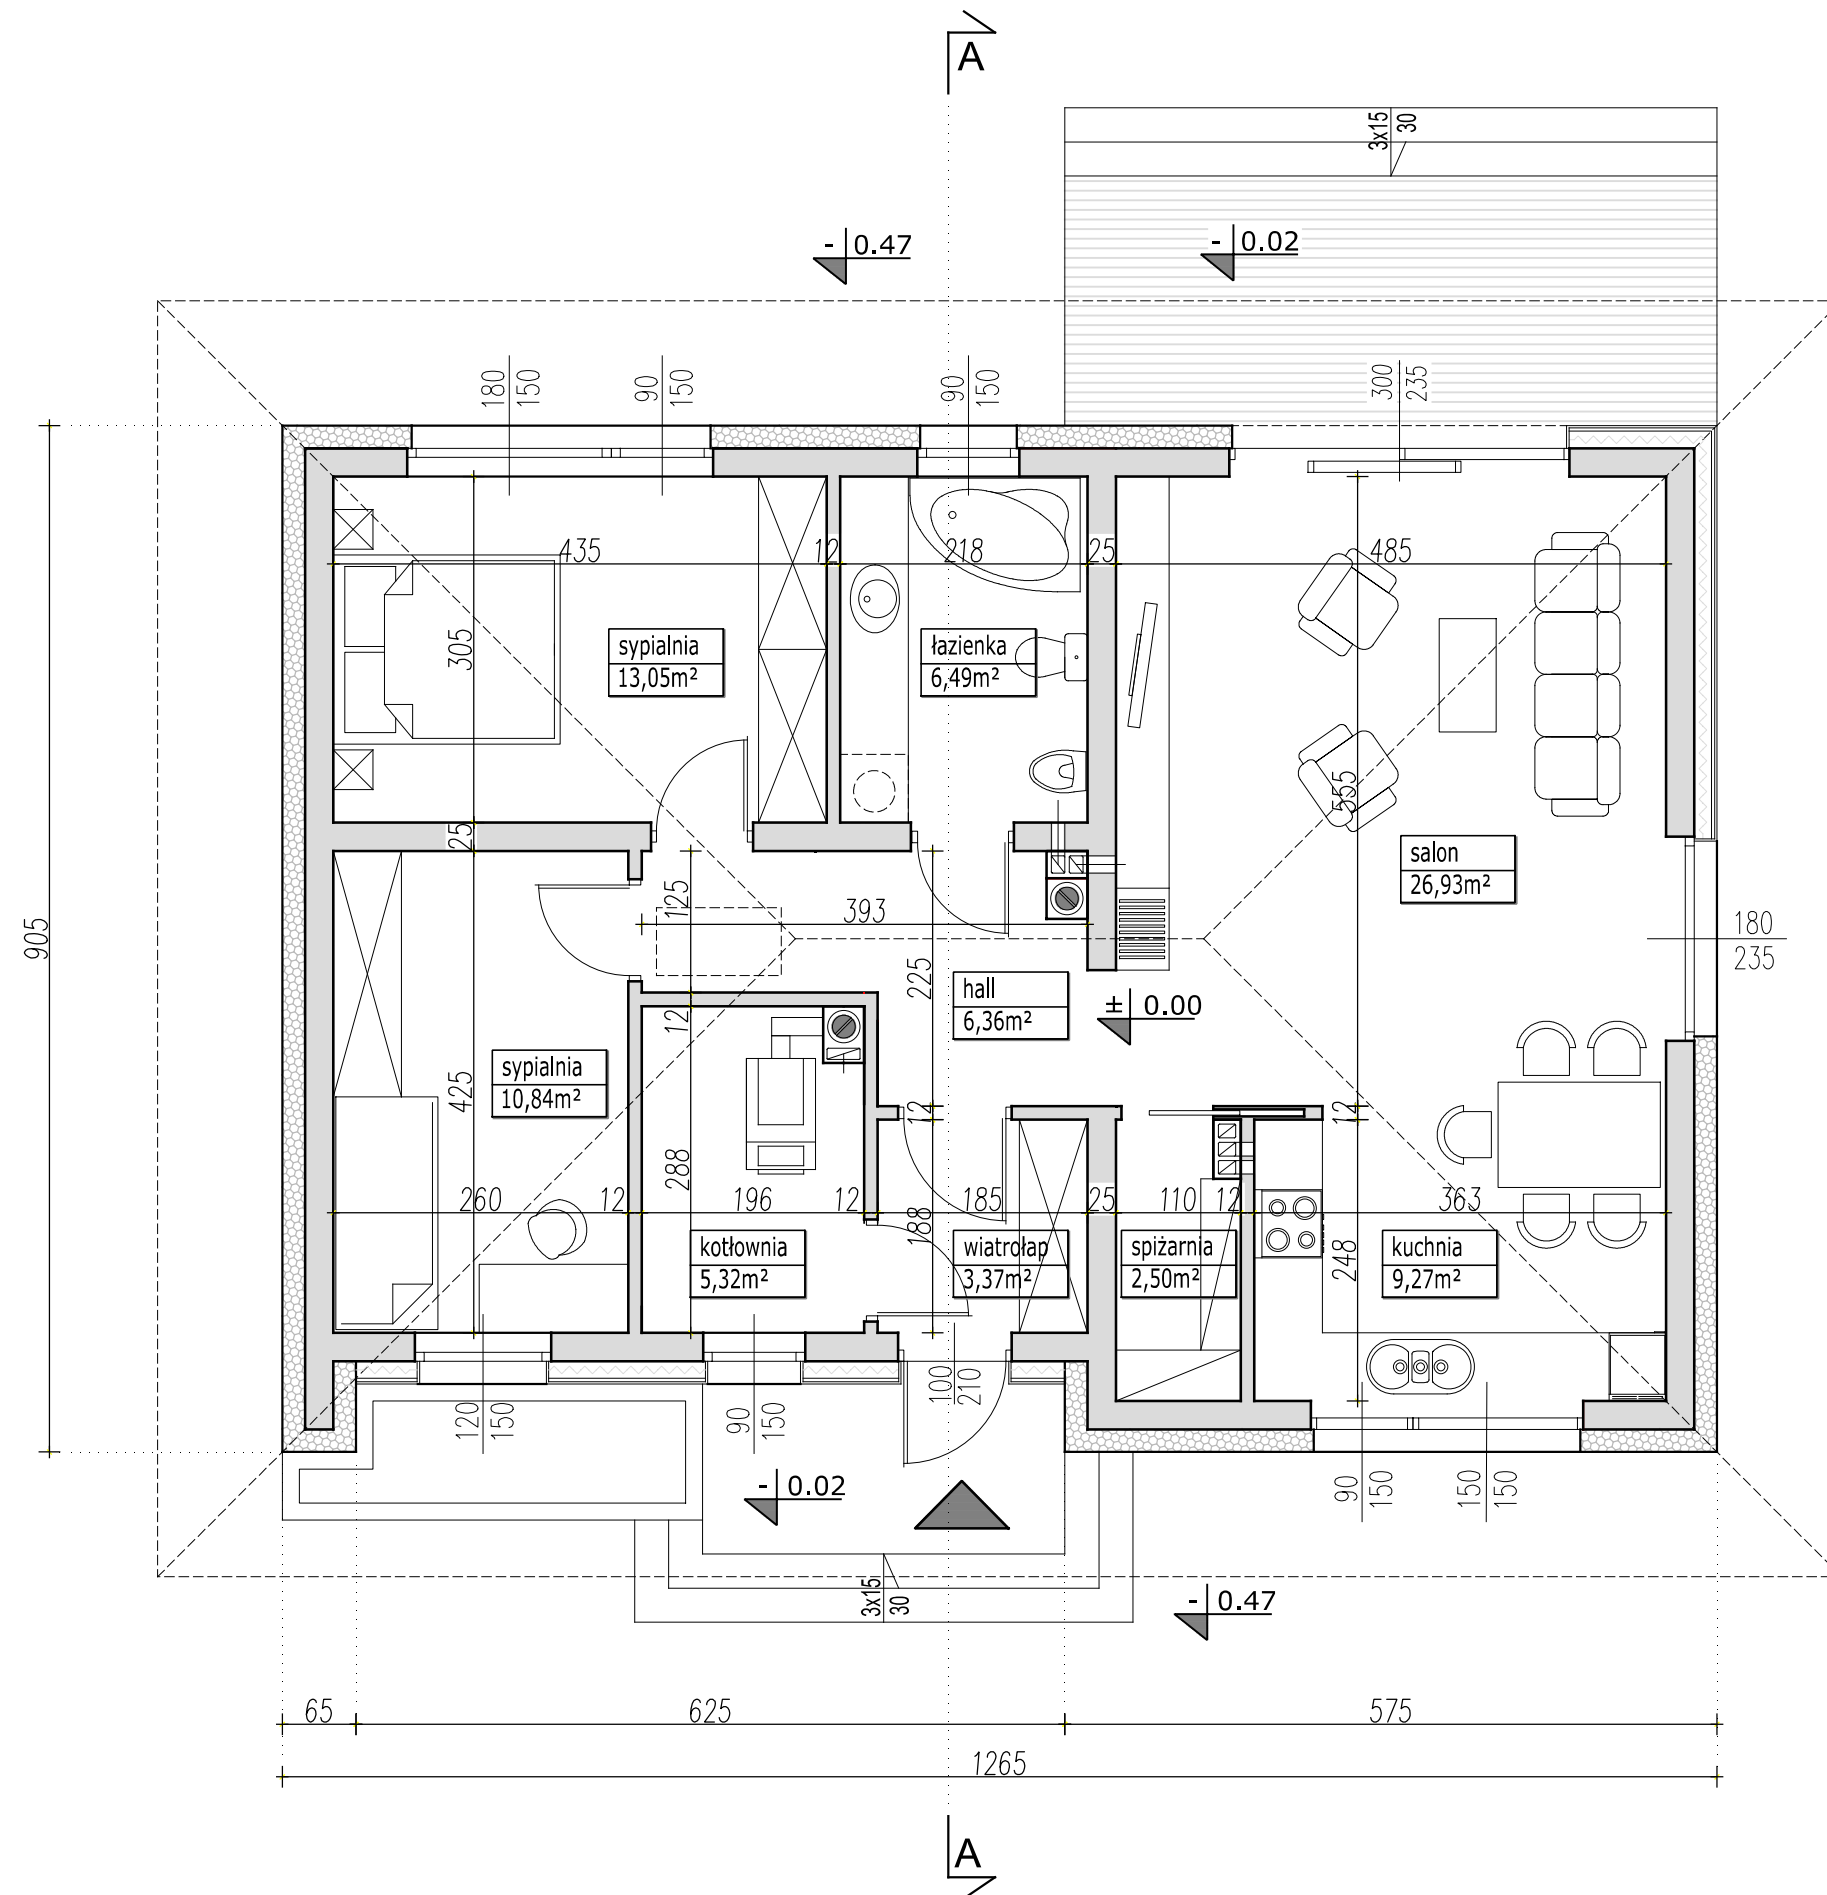 A
3x15
30
- 0.47
- 0.02
180
150
90
150
90
150
300
235
435
12
218
25
485
305
sypialnia
13,05m²
łazienka
6,49m²
555
25
salon
26,93m²
125
393
905
180
235
225
hall
6,36m²
± 0.00
12
sypialnia
10,84m²
425
12
12
288
260
12
196
12
185
188
25
110
12
363
248
kotłownia
5,32m²
wiatrołap
3,37m²
spiżarnia
2,50m²
kuchnia
9,27m²
120
150
90
150
100
210
90
150
150
150
- 0.02
3x15
30
- 0.47
65
625
575
1265
A